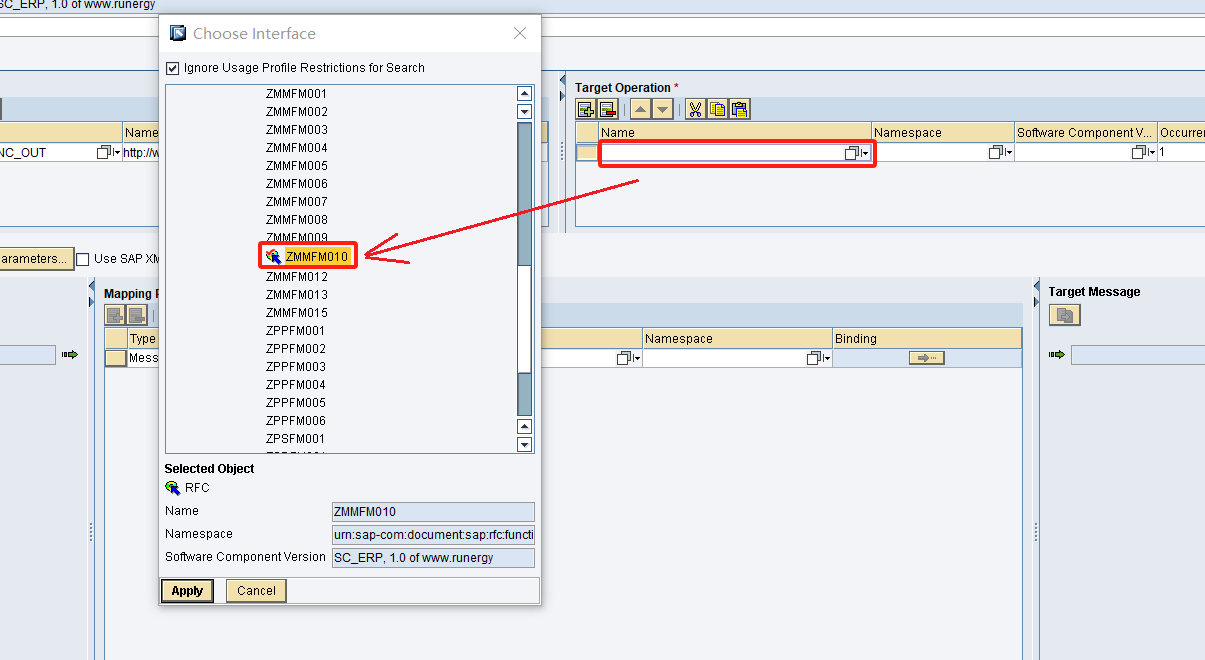 SC_ERP, 1.0 of www.runergy
Choose Interface
Ignore Usage Profile Restrictions for Search
ZMMFM001
ZMMFM002
ZMMFM003
ZMMFM004
ZMMFM005
ZMMFM006
ZMMFM007
ZMMFM008
ZMMFM009
ZMMFM010
ZMMFM012
ZMMFM013
ZMMFM015
ZPPFM001
ZPPFM002
ZPPFM003
ZPPFM004
ZPPFM005
ZPPFM006
ZPSFM001
Selected Object
RFC
Name ZMMFM010
Namespace urn:sap-com:document:sap:rfc:functi
Software Component Version SC_ERP, 1.0 of www.runergy
Apply Cancel
Name
NC_OUT http://w
Target Operation *
Name Namespace Software Component V... Occurren
1
arameters... Use SAP XM
Mapping P
Type Namespace Binding
Mess
Target Message